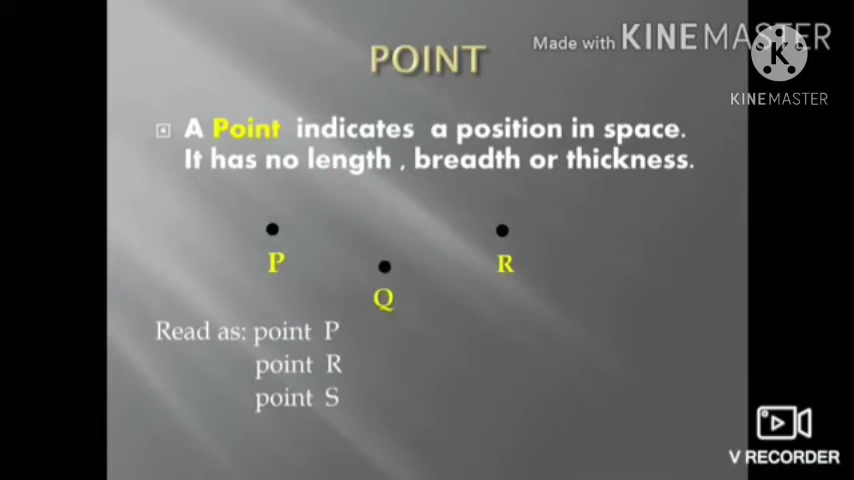 Made with KINEMASTER
KINEMASTER
POINT
A Point indicates a position in space.
It has no length , breadth or thickness.
P
R
Q
Read as: point P
point R
point S
V RECORDER